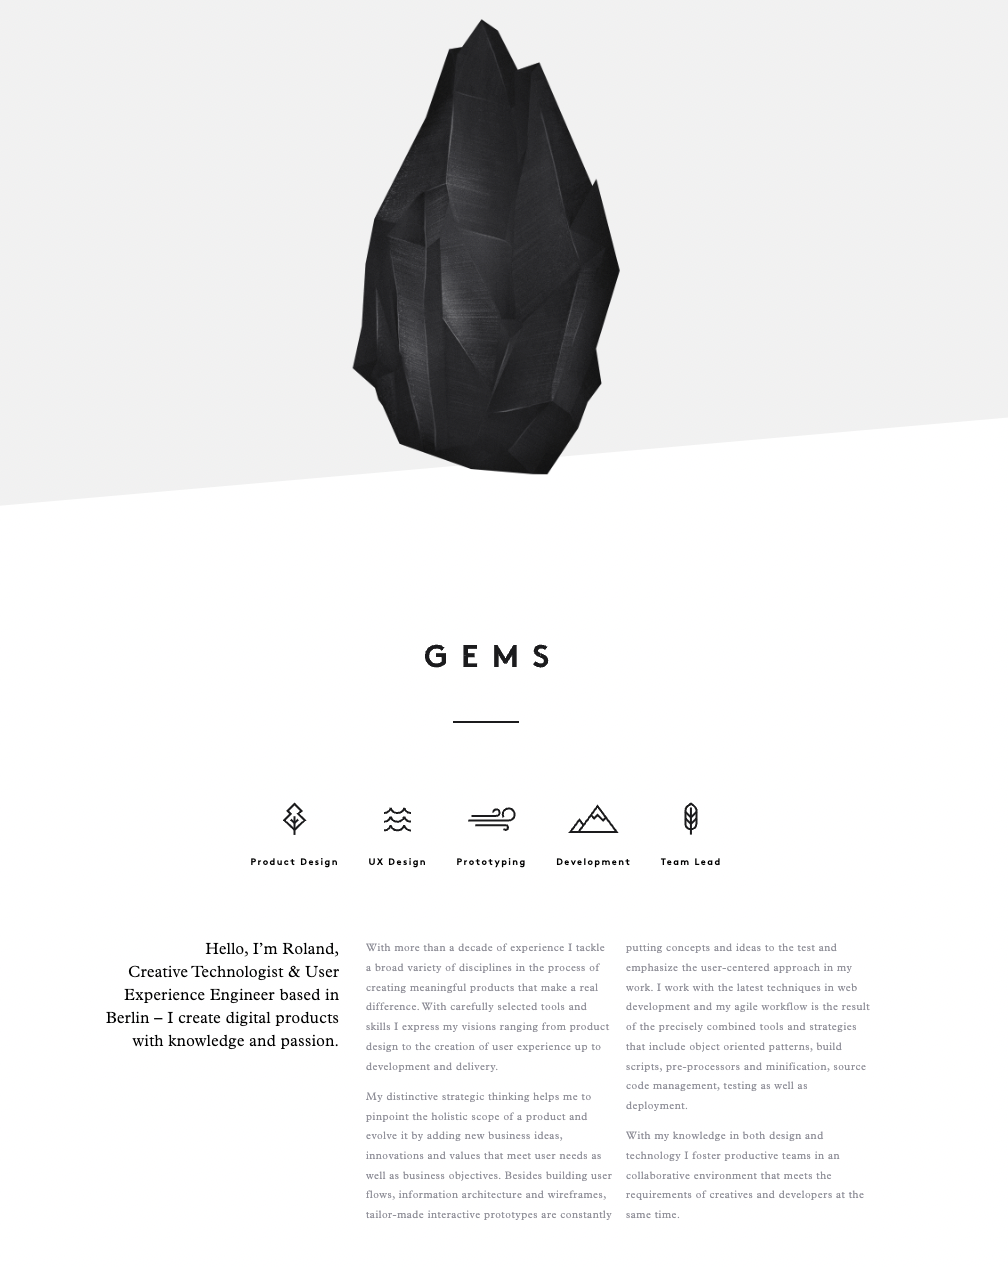 GEMS
Product Design
UX Design
Prototyping
Development
Team Lead
Hello, I’m Roland,
Creative Technologist & User
Experience Engineer based in
Berlin – I create digital products
with knowledge and passion.
With more than a decade of experience I tackle
a broad variety of disciplines in the process of
creating meaningful products that make a real
difference. With carefully selected tools and
skills I express my visions ranging from product
design to the creation of user experience up to
development and delivery.
My distinctive strategic thinking helps me to
pinpoint the holistic scope of a product and
evolve it by adding new business ideas,
innovations and values that meet user needs as
well as business objectives. Besides building user
flows, information architecture and wireframes,
tailor-made interactive prototypes are constantly
putting concepts and ideas to the test and
emphasize the user-centered approach in my
work. I work with the latest techniques in web
development and my agile workflow is the result
of the precisely combined tools and strategies
that include object oriented patterns, build
scripts, pre-processors and minification, source
code management, testing as well as
deployment.
With my knowledge in both design and
technology I foster productive teams in an
collaborative environment that meets the
requirements of creatives and developers at the
same time.